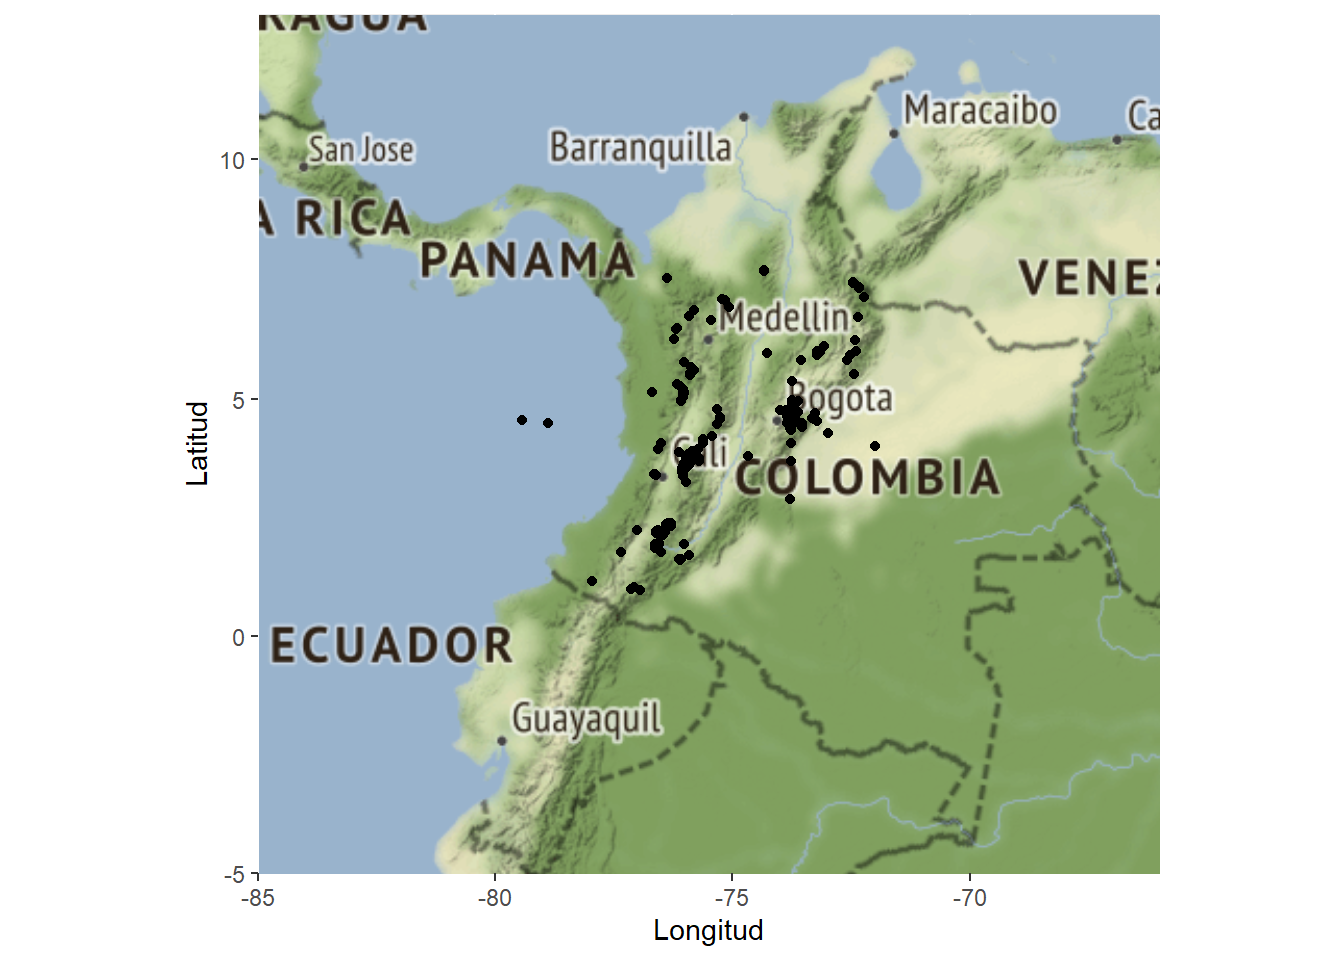 RAGUA
Maracaibo
Ca
Barranquilla
San Jose
10
A RICA
PANAMA
VENEZ
Medellin
5
Bogota
Cali
COLOMBIA
Latitud
0
ECUADOR
Guayaquil
-5
-85
-80
-75
-70
Longitud